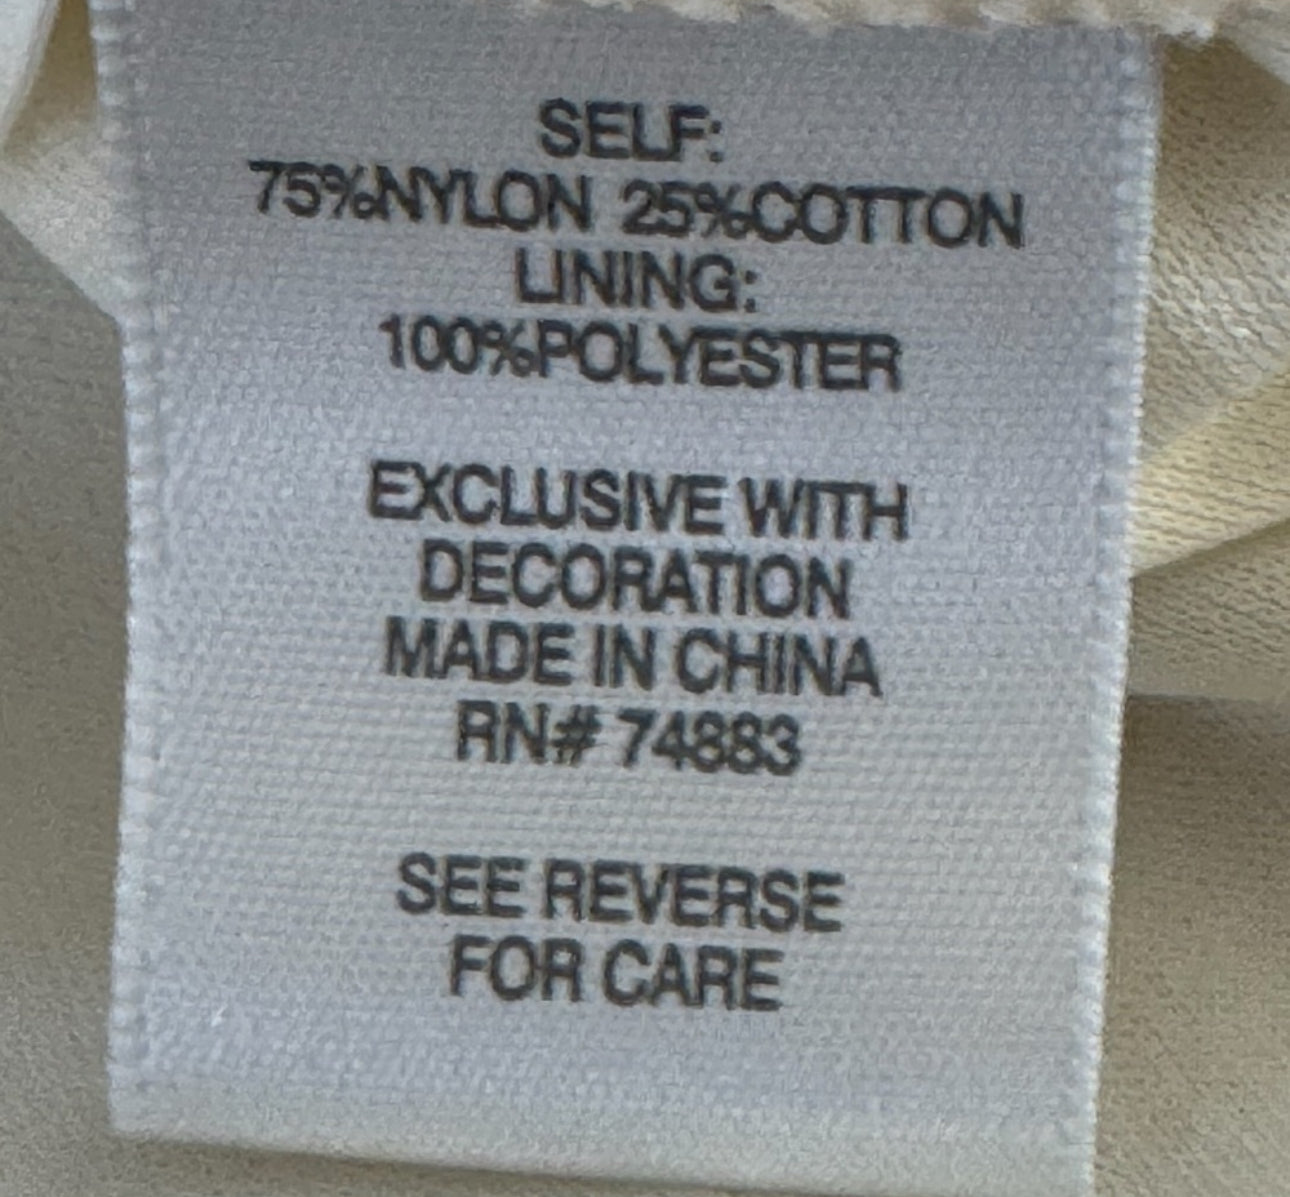 SELF:
75%NYLON 25%COTTON
LINING:
100%POLYESTER
EXCLUSIVE WITH
DECORATION
MADE IN CHINA
RN# 74883
SEE REVERSE
FOR CARE